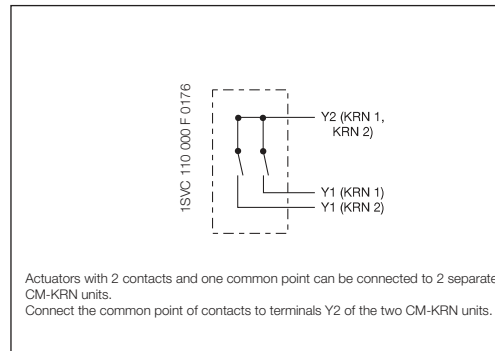 1SVC 110 000 F 0176
Y2 (KRN 1,
KRN 2)
Y1 (KRN 1)
Y1 (KRN 2)
Actuators with 2 contacts and one common point can be connected to 2 separate
CM-KRN units.
Connect the common point of contacts to terminals Y2 of the two CM-KRN units.